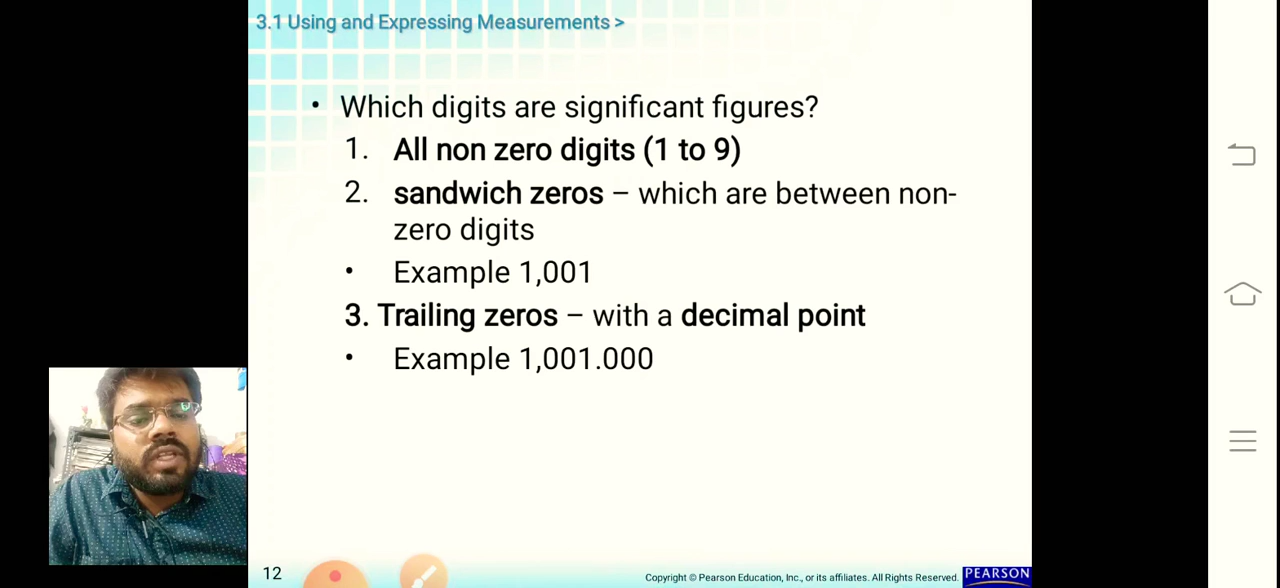 3.1 Using and Expressing Measurements >
• Which digits are significant figures?
1. All non zero digits (1 to 9)
2. sandwich zeros – which are between non-
zero digits
• Example 1,001
3. Trailing zeros – with a decimal point
• Example 1,001.000
12
Copyright © Pearson Education, Inc., or its affiliates. All Rights Reserved.
PEARSON